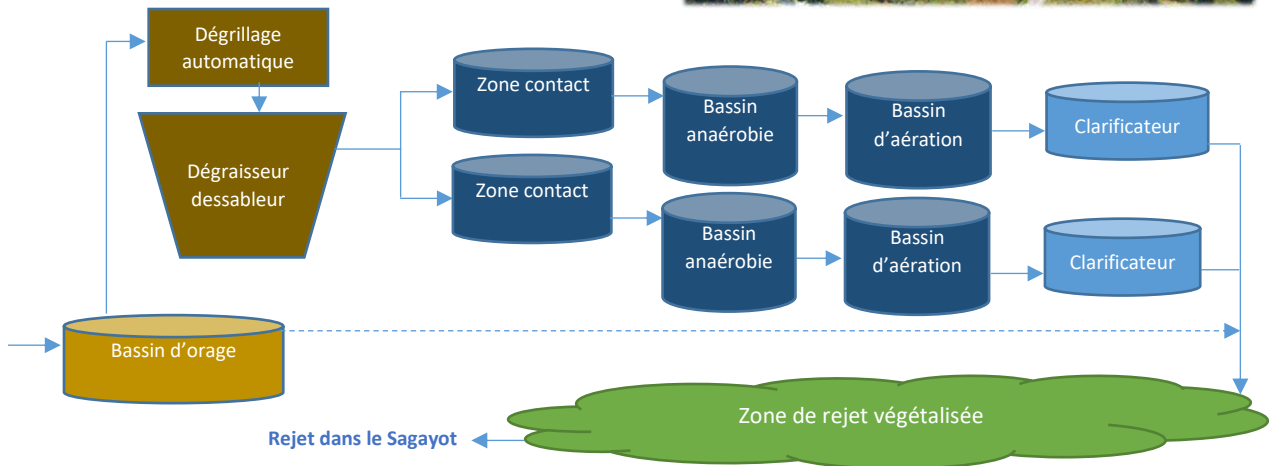 Dégrillage
automatique
Dégraisseur
dessableur
Zone contact
Bassin
anaérobie
Bassin
d’aération
Clarificateur
Zone contact
Bassin
anaérobie
Bassin
d’aération
Clarificateur
Bassin d’orage
Zone de rejet végétalisée
Rejet dans le Sagayot